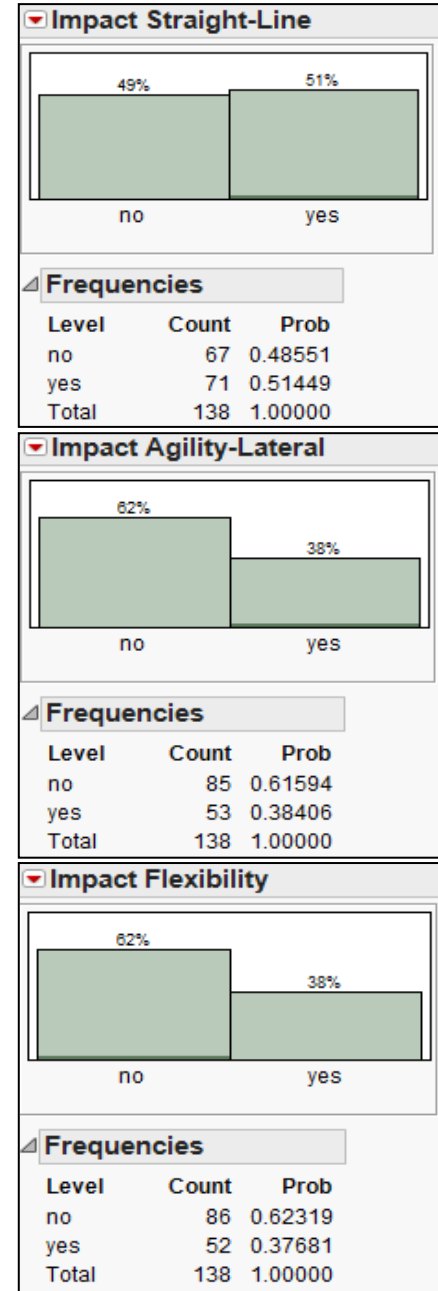 Impact Straight-Line
49% 51%
no yes
Frequencies
Level Count Prob
no 67 0.48551
yes 71 0.51449
Total 138 1.00000
Impact Agility-Lateral
62%
38%
no yes
Frequencies
Level Count Prob
no 85 0.61594
yes 53 0.38406
Total 138 1.00000
Impact Flexibility
62%
38%
no yes
Frequencies
Level Count Prob
no 86 0.62319
yes 52 0.37681
Total 138 1.00000